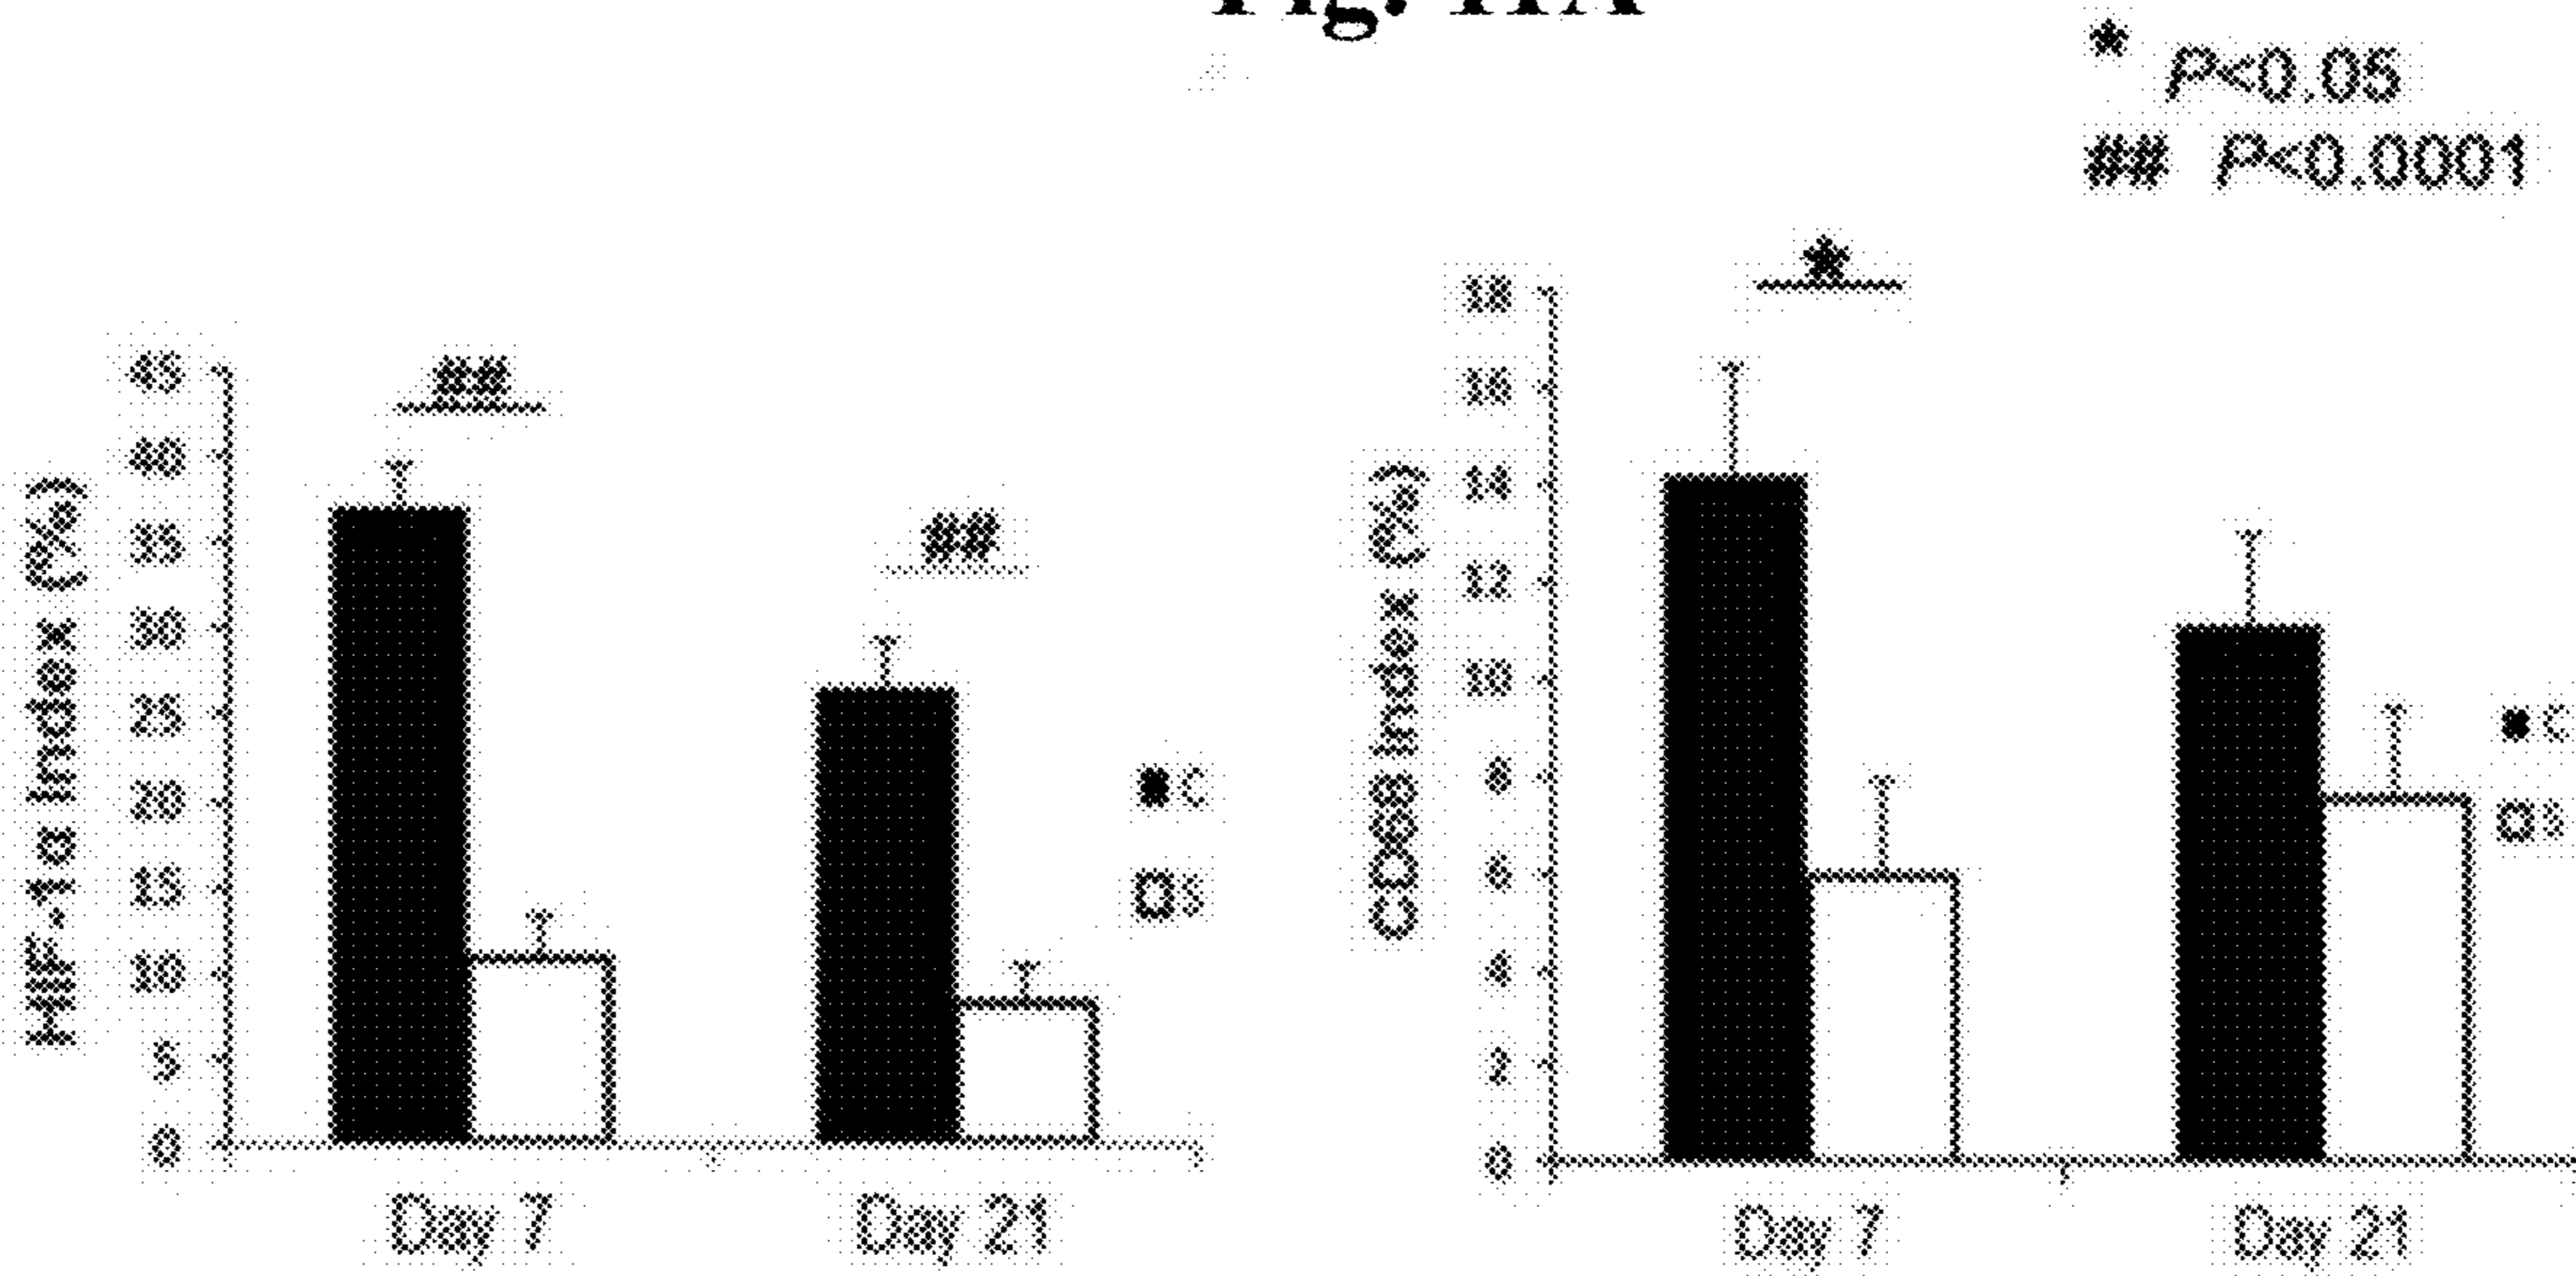 Fig. 11A
* P<0.05
## P<0.0001
HIF-1α Index (%)
45
40
35
30
25
20
15
10
5
0
##
##
Day 7
Day 21
C
S
CD68 Index (%)
18
16
14
12
10
8
6
4
2
0
*
Day 7
Day 21
C
S